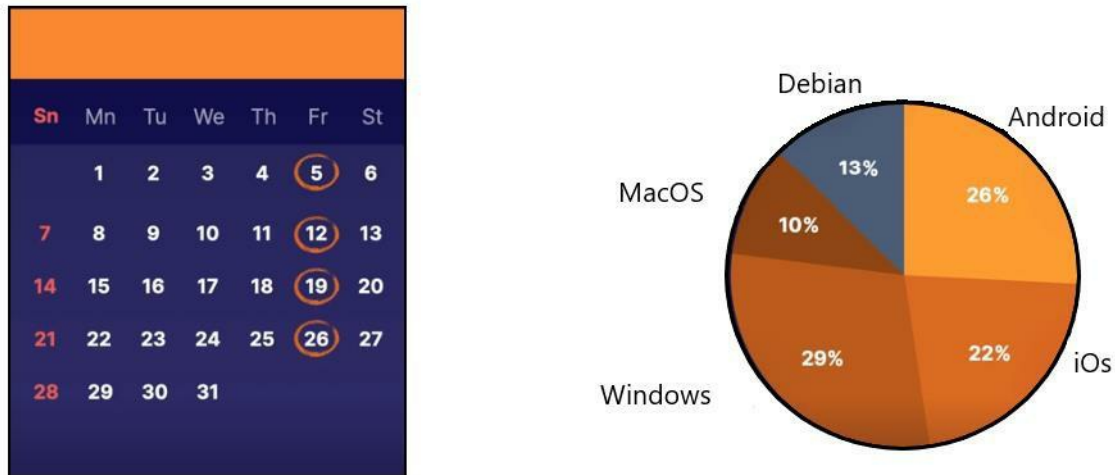 Sn Mn Tu We Th Fr St
1 2 3 4 5 6
7 8 9 10 11 12 13
14 15 16 17 18 19 20
21 22 23 24 25 26 27
28 29 30 31
Debian
Android
MacOS
13%
26%
10%
29%
22%
iOs
Windows